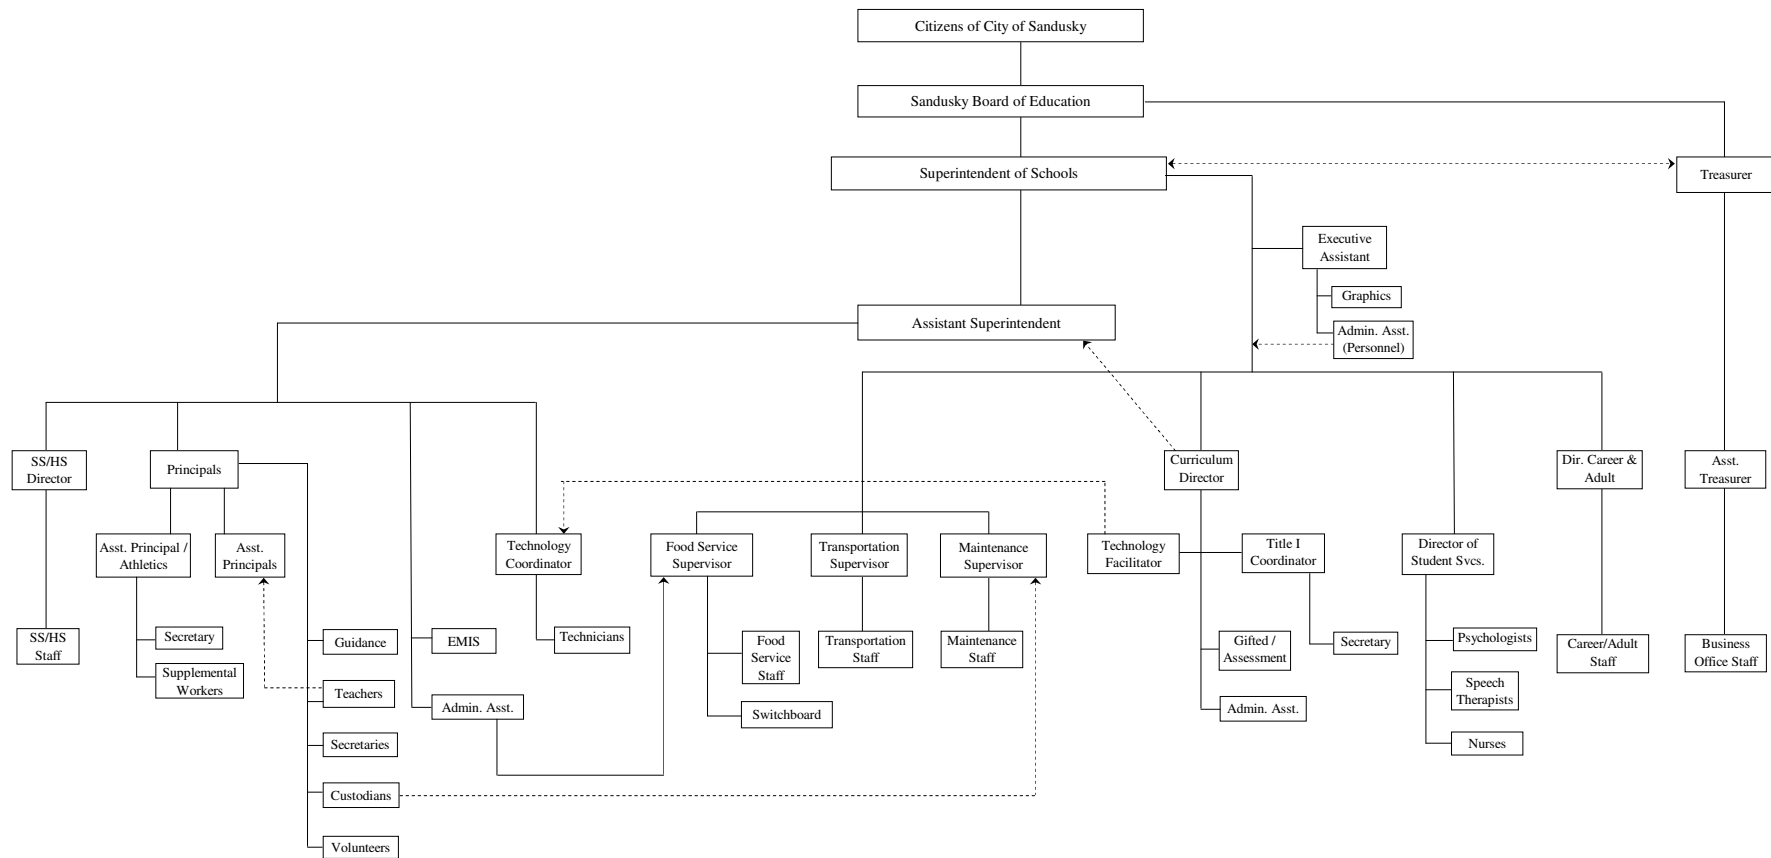 Citizens of City of Sandusky
Sandusky Board of Education
Superintendent of Schools
Treasurer
Executive
Assistant
Graphics
Admin. Asst.
(Personnel)
Assistant Superintendent
SS/HS
Director
Principals
Curriculum
Director
Dir. Career &
Adult
Asst.
Treasurer
Asst. Principal /
Athletics
Asst.
Principals
Technology
Coordinator
Food Service
Supervisor
Transportation
Supervisor
Maintenance
Supervisor
Technology
Facilitator
Title I
Coordinator
Director of
Student Svcs.
SS/HS
Staff
Secretary
Supplemental
Workers
Guidance
Teachers
Secretaries
Custodians
Volunteers
EMIS
Admin. Asst.
Technicians
Food
Service
Staff
Switchboard
Transportation
Staff
Maintenance
Staff
Gifted /
Assessment
Admin. Asst.
Secretary
Psychologists
Speech
Therapists
Nurses
Career/Adult
Staff
Business
Office Staff